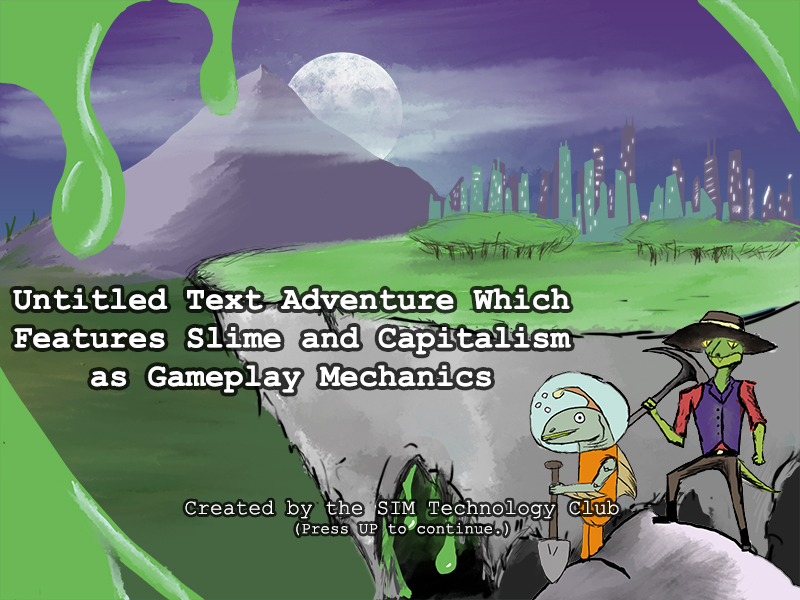 Untitled Text Adventure Which
Features Slime and Capitalism
as Gameplay Mechanics
Created by the SIM Technology Club
(Press UP to continue.)